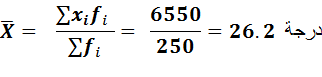 X̄ = ∑xᵢfᵢ / ∑fᵢ = 6550 / 250 = 26.2 درجة